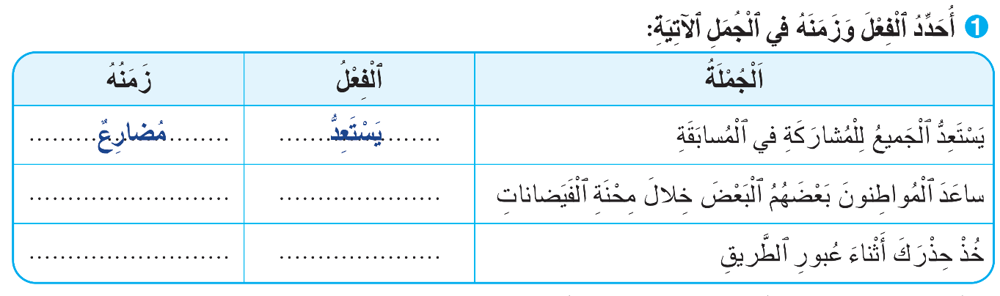 1 أُحَدِّدُ ٱلْفِعْلَ وَزَمَنَهُ في ٱلْجُمَلِ ٱلآتِيَةِ:
اَلْجُمْلَةُ ٱلْفِعْلُ زَمَنُهُ
يَسْتَعِدُّ ٱلْجَميعُ لِلْمُشارَكَةِ في ٱلْمُسابَقَةِ ........يَسْتَعِدُّ....... ........مُضارِعٌ.........
ساعَدَ ٱلْمُواطِنونَ بَعْضَهُمُ ٱلْبَعْضَ خِلالَ مِحْنَةِ ٱلْفَيَضاناتِ ..................... ..........................
خُذْ حِذْرَكَ أَثْناءَ عُبورِ ٱلطَّريقِ ..................... ..........................